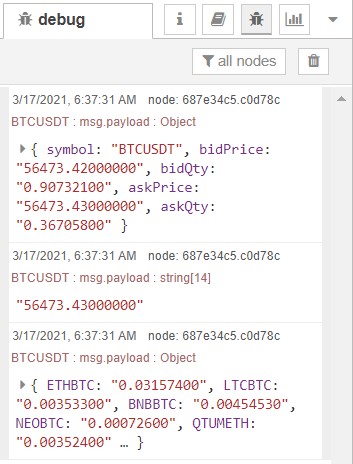 debug
i
all nodes
3/17/2021, 6:37:31 AM node: 687e34c5.c0d78c
BTCUSDT : msg.payload : Object
{ symbol: "BTCUSDT", bidPrice:
"56473.42000000", bidQty:
"0.90732100", askPrice:
"56473.43000000", askQty:
"0.36705800" }
3/17/2021, 6:37:31 AM node: 687e34c5.c0d78c
BTCUSDT : msg.payload : string[14]
"56473.43000000"
3/17/2021, 6:37:31 AM node: 687e34c5.c0d78c
BTCUSDT : msg.payload : Object
{ ETHBTC: "0.03157400", LTCBTC:
"0.00353300", BNBBTC: "0.00454530",
NEOBTC: "0.00072600", QTUMETH:
"0.00352400" … }